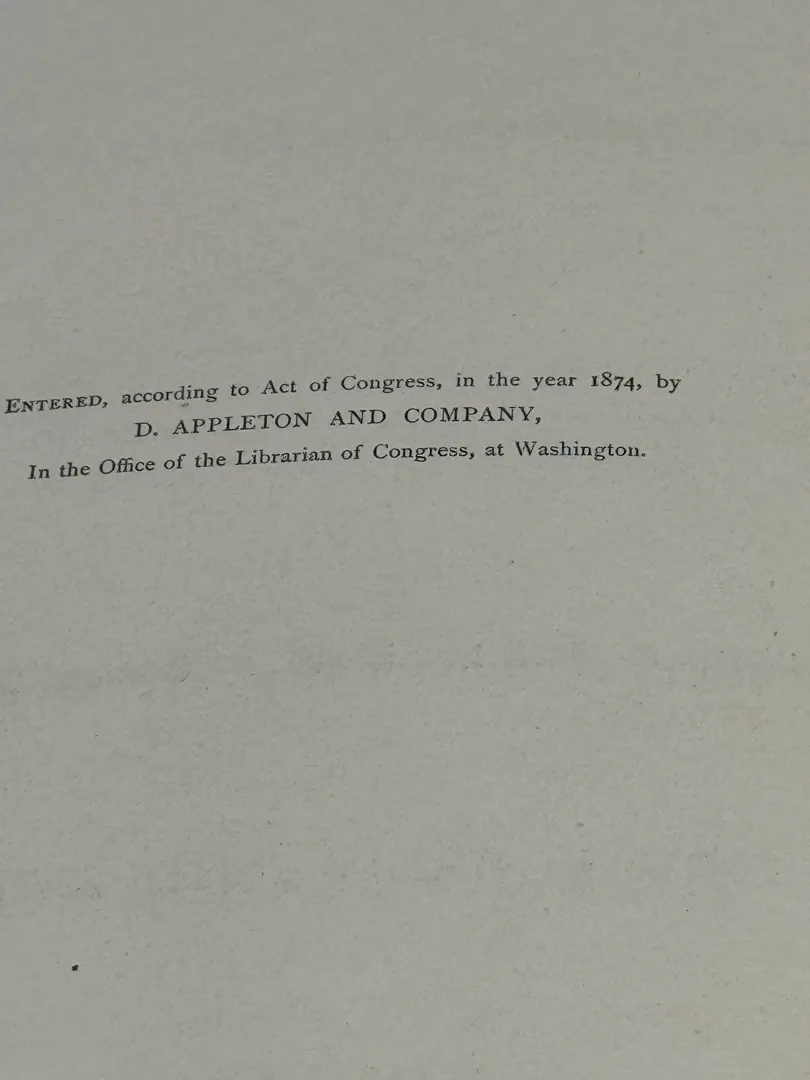 ENTERED, according to Act of Congress, in the year 1874, by
D. APPLETON AND COMPANY,
In the Office of the Librarian of Congress, at Washington.